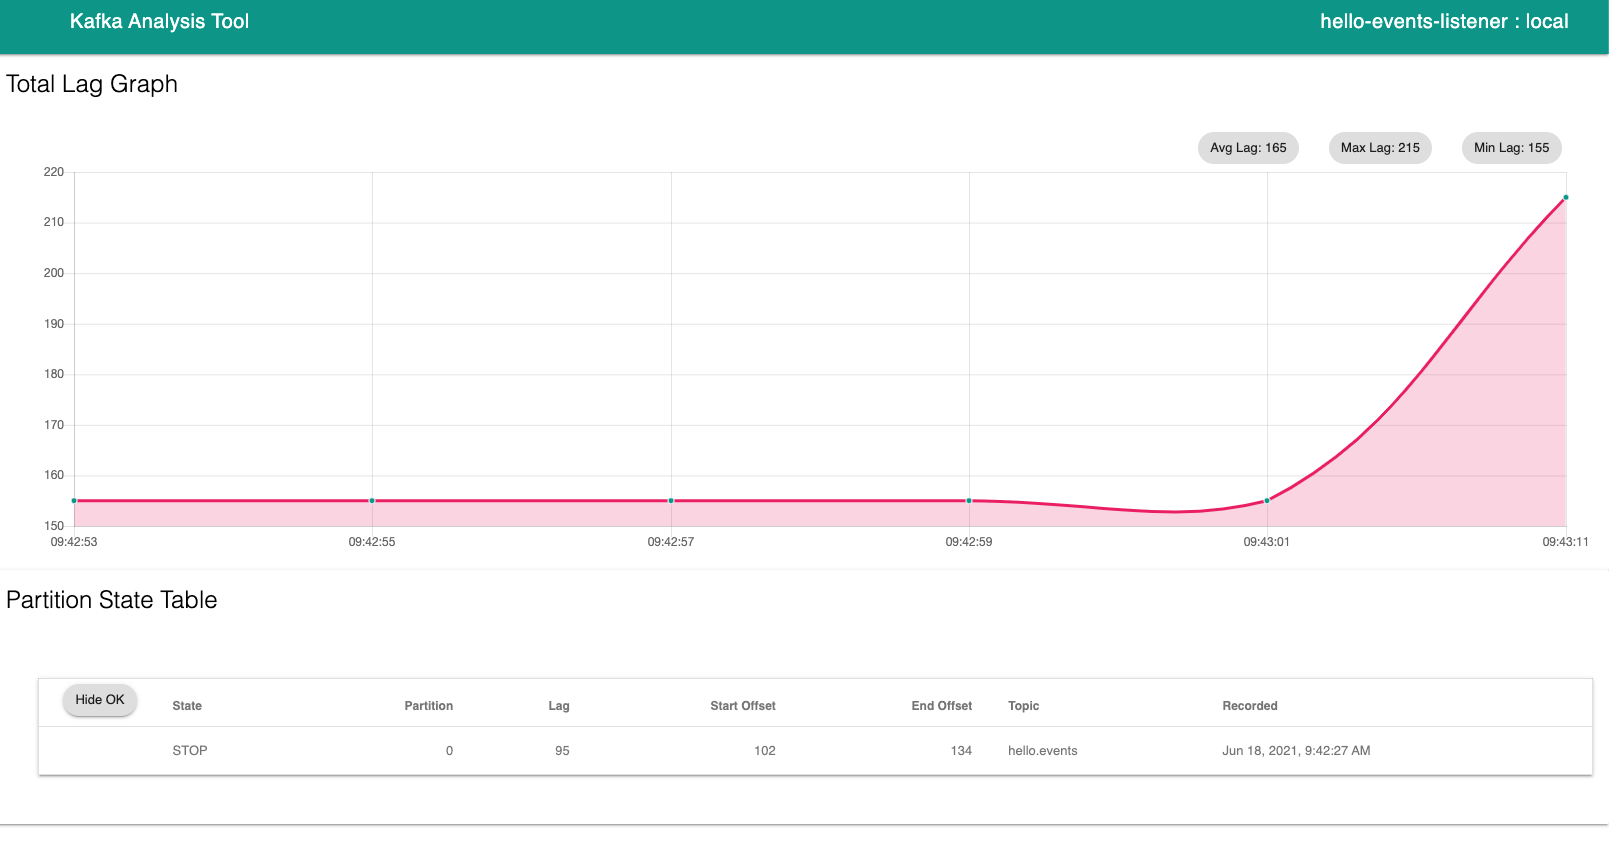 Kafka Analysis Tool hello-events-listener : local
Total Lag Graph
Avg Lag: 165 Max Lag: 215 Min Lag: 155
220
210
200
190
180
170
160
150
09:42:53 09:42:55 09:42:57 09:42:59 09:43:01 09:43:11
Partition State Table
Hide OK State Partition Lag Start Offset End Offset Topic Recorded
STOP 0 95 102 134 hello.events Jun 18, 2021, 9:42:27 AM